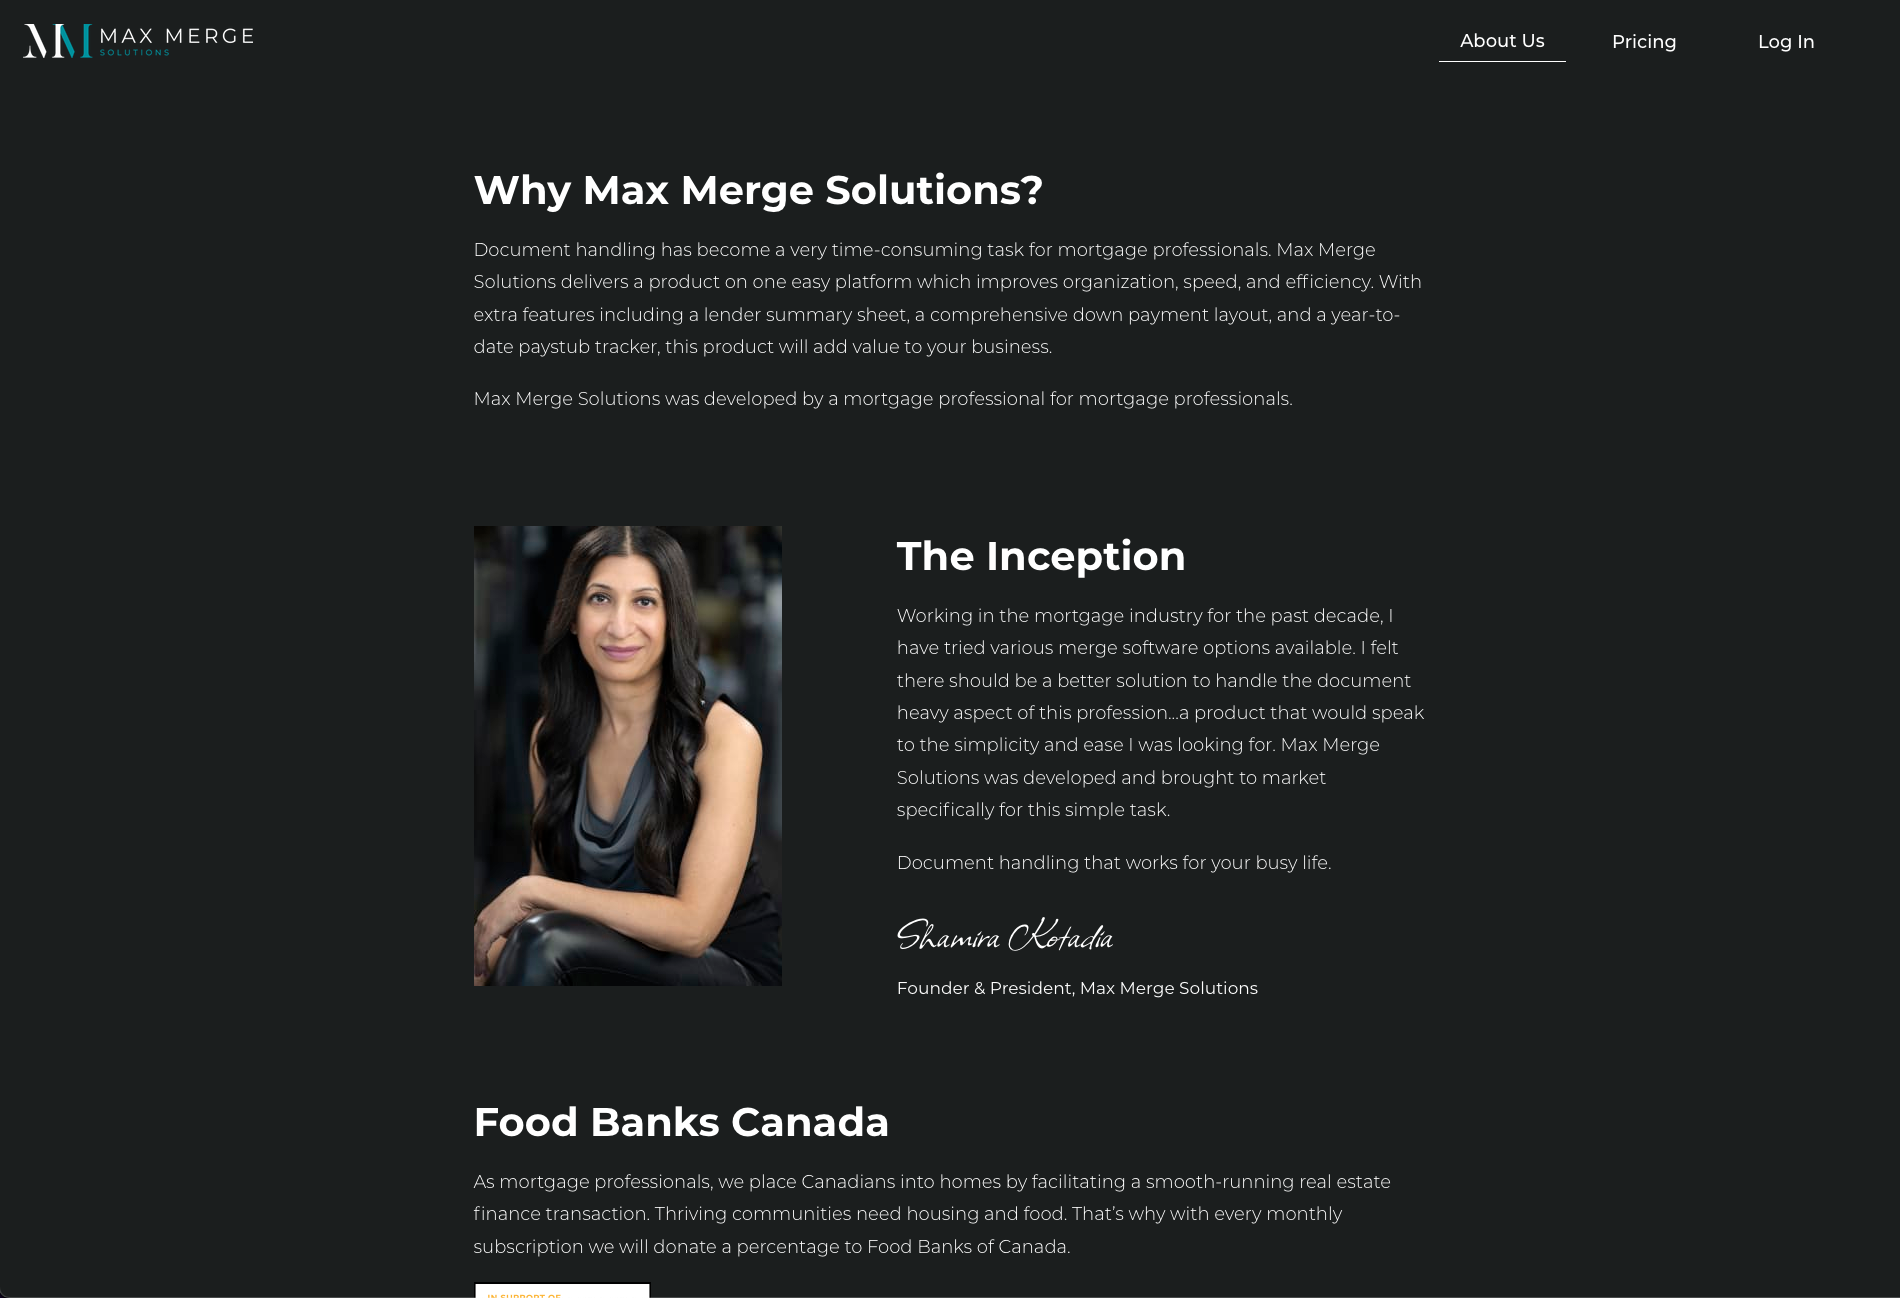 MAX MERGE
SOLUTIONS
About Us
Pricing
Log In
Why Max Merge Solutions?
Document handling has become a very time-consuming task for mortgage professionals. Max Merge
Solutions delivers a product on one easy platform which improves organization, speed, and efficiency. With
extra features including a lender summary sheet, a comprehensive down payment layout, and a year-to-
date paystub tracker, this product will add value to your business.
Max Merge Solutions was developed by a mortgage professional for mortgage professionals.
The Inception
Working in the mortgage industry for the past decade, I
have tried various merge software options available. I felt
there should be a better solution to handle the document
heavy aspect of this profession...a product that would speak
to the simplicity and ease I was looking for. Max Merge
Solutions was developed and brought to market
specifically for this simple task.
Document handling that works for your busy life.
Shamira Kotadia
Founder & President, Max Merge Solutions
Food Banks Canada
As mortgage professionals, we place Canadians into homes by facilitating a smooth-running real estate
finance transaction. Thriving communities need housing and food. That's why with every monthly
subscription we will donate a percentage to Food Banks of Canada.
IN SUPPORT OF